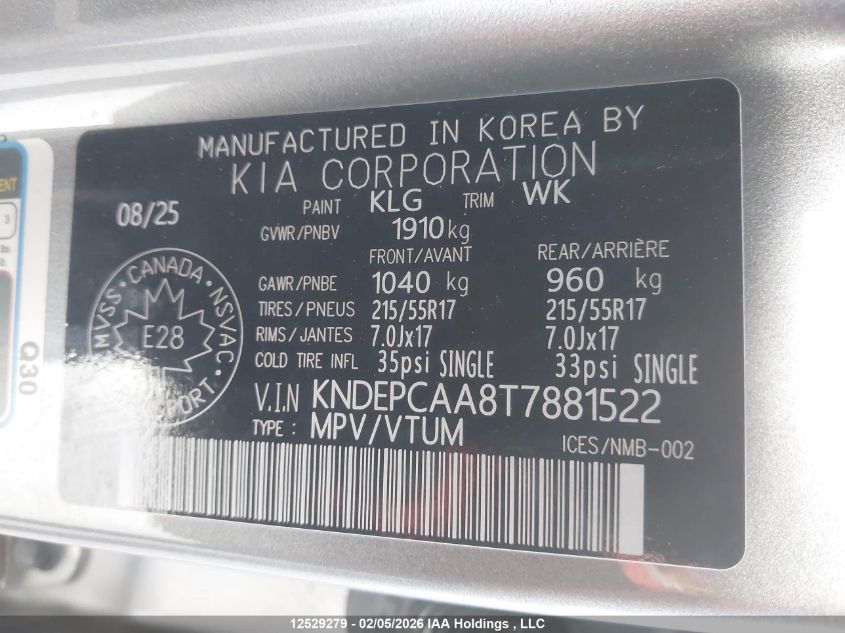 MANUFACTURED IN KOREA BY
KIA CORPORATION
08/25 PAINT KLG TRIM WK
GVWR/PNBV 1910kg
FRONT/AVANT REAR/ARRIÈRE
GAWR/PNBE 1040 kg 960 kg
TIRES/PNEUS 215/55R17 215/55R17
RIMS/JANTES 7.0Jx17 7.0Jx17
COLD TIRE INFL 35psi SINGLE 33psi SINGLE
V.I.N KNDEPCAA8T7881522
TYPE : MPV/VTUM
ICES/NMB-002
MVSS · CANADA · NSVAC ·
E28
Q30
3
12529279 - 02/05/2026 IAA Holdings , LLC